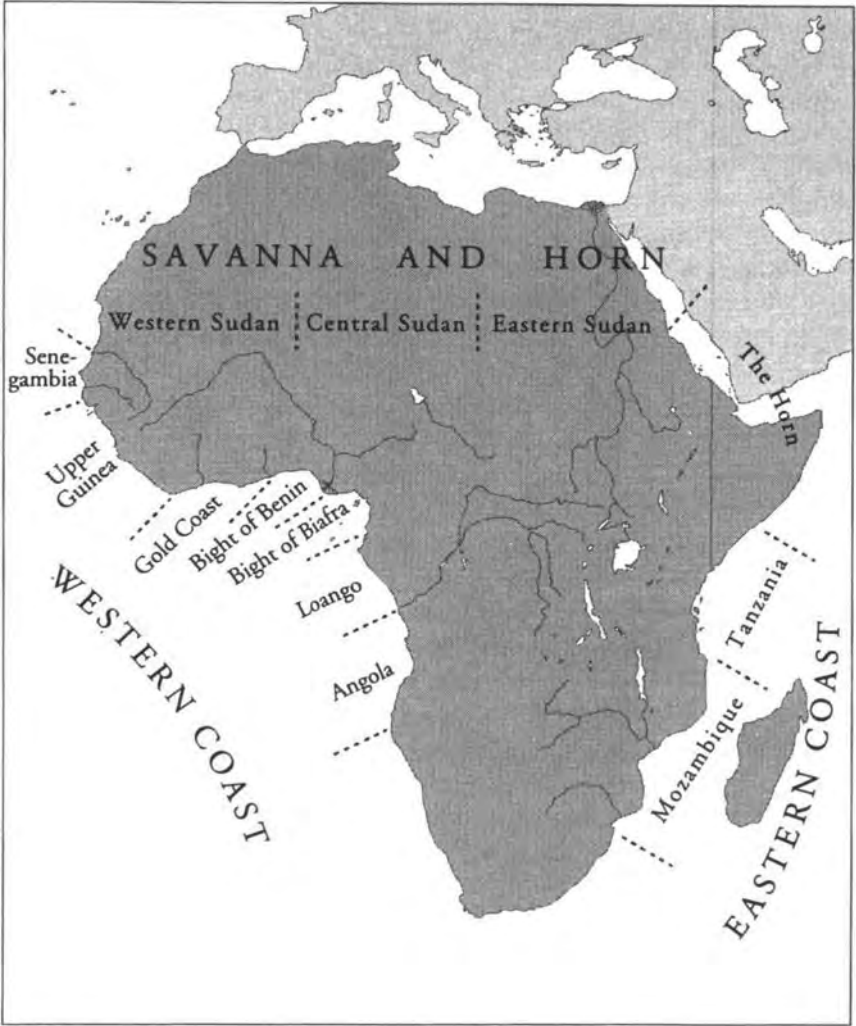 SAVANNA AND HORN
Western Sudan
Central Sudan
Eastern Sudan
The Horn
Sene-
gambia
Upper
Guinea
Gold Coast
Bight of Benin
Bight of Biafra
Loango
Angola
WESTERN COAST
Tanzania
Mozambique
EASTERN COAST